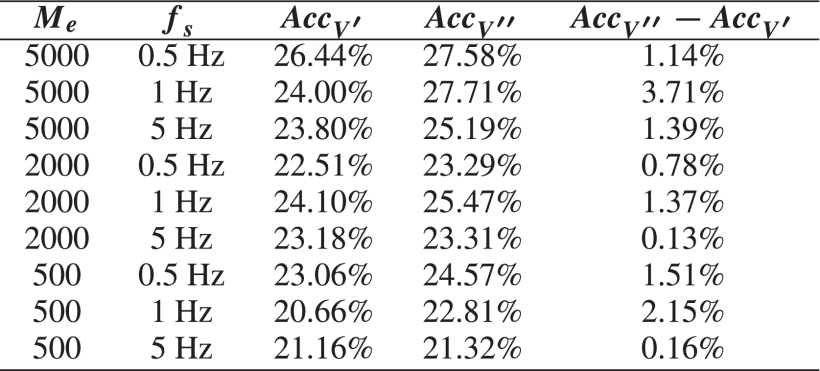 M_e f_s Acc_V′ Acc_V′′ Acc_V′′ − Acc_V′
5000 0.5 Hz 26.44% 27.58% 1.14%
5000 1 Hz 24.00% 27.71% 3.71%
5000 5 Hz 23.80% 25.19% 1.39%
2000 0.5 Hz 22.51% 23.29% 0.78%
2000 1 Hz 24.10% 25.47% 1.37%
2000 5 Hz 23.18% 23.31% 0.13%
500 0.5 Hz 23.06% 24.57% 1.51%
500 1 Hz 20.66% 22.81% 2.15%
500 5 Hz 21.16% 21.32% 0.16%